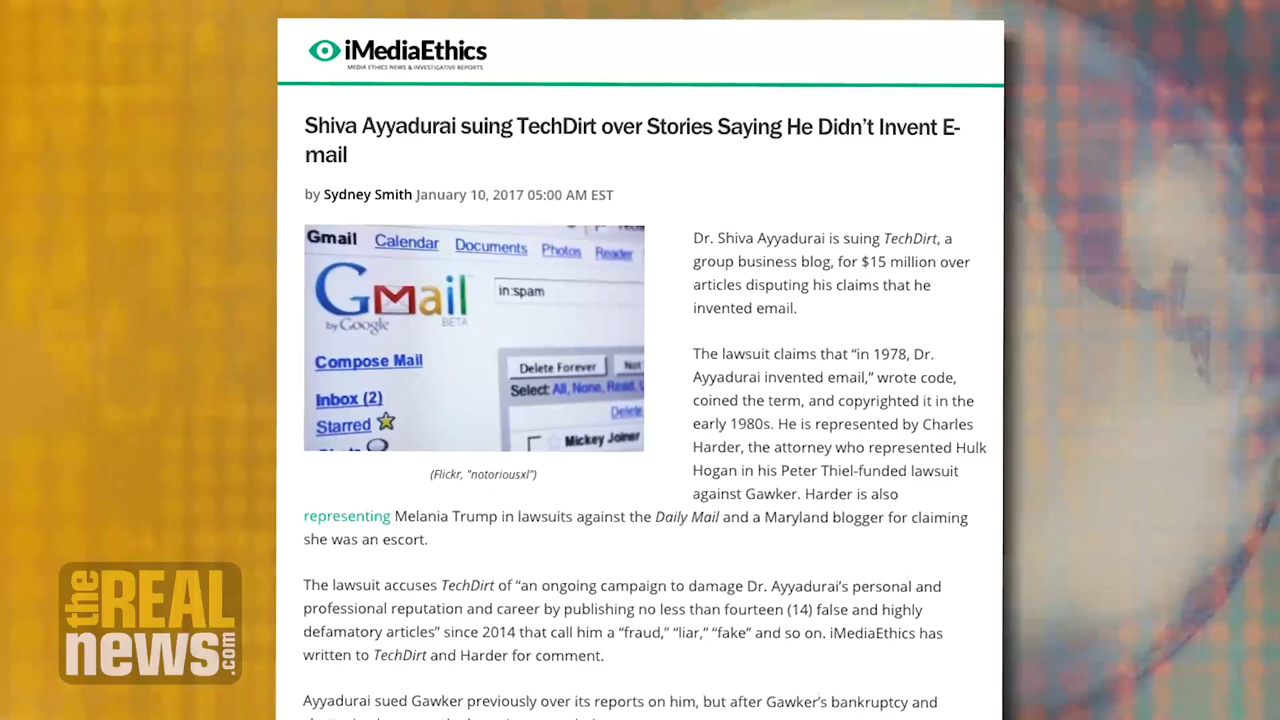 iMediaEthics
MEDIA ETHICS NEWS & INVESTIGATIVE REPORTS
Shiva Ayyadurai suing TechDirt over Stories Saying He Didn't Invent E-
mail
by Sydney Smith January 10, 2017 05:00 AM EST
Gmail Calendar Documents Photos Reader
Gmail
by Google BETA
in:spam
Compose Mail
Inbox (2)
Starred
Delete Forever Not
Select: All, None, Read,
Delete
Mickey Joiner
(Flickr, "notoriousxl")
Dr. Shiva Ayyadurai is suing TechDirt, a
group business blog, for $15 million over
articles disputing his claims that he
invented email.
The lawsuit claims that “in 1978, Dr.
Ayyadurai invented email,” wrote code,
coined the term, and copyrighted it in the
early 1980s. He is represented by Charles
Harder, the attorney who represented Hulk
Hogan in his Peter Thiel-funded lawsuit
against Gawker. Harder is also
representing Melania Trump in lawsuits against the Daily Mail and a Maryland blogger for claiming
she was an escort.
The lawsuit accuses TechDirt of “an ongoing campaign to damage Dr. Ayyadurai’s personal and
professional reputation and career by publishing no less than fourteen (14) false and highly
defamatory articles” since 2014 that call him a “fraud,” “liar,” “fake” and so on. iMediaEthics has
written to TechDirt and Harder for comment.
Ayyadurai sued Gawker previously over its reports on him, but after Gawker’s bankruptcy and
the REAL
news.com